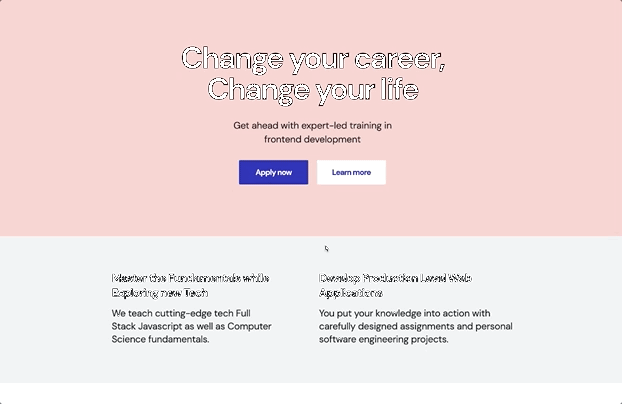 Change your career,
Change your life
Get ahead with expert-led training in
frontend development
Apply now
Learn more
Master the Fundamentals while
Exploring new Tech
We teach cutting-edge tech Full
Stack Javascript as well as Computer
Science fundamentals.
Develop Production Level Web
Applications
You put your knowledge into action with
carefully designed assignments and personal
software engineering projects.